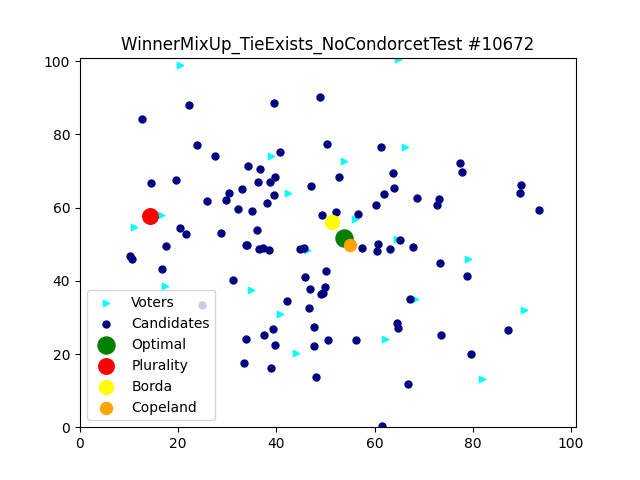 WinnerMixUp_TieExists_NoCondorcetTest #10672
100
80
60
40
20
0
Voters
Candidates
Optimal
Plurality
Borda
Copeland
0 20 40 60 80 100